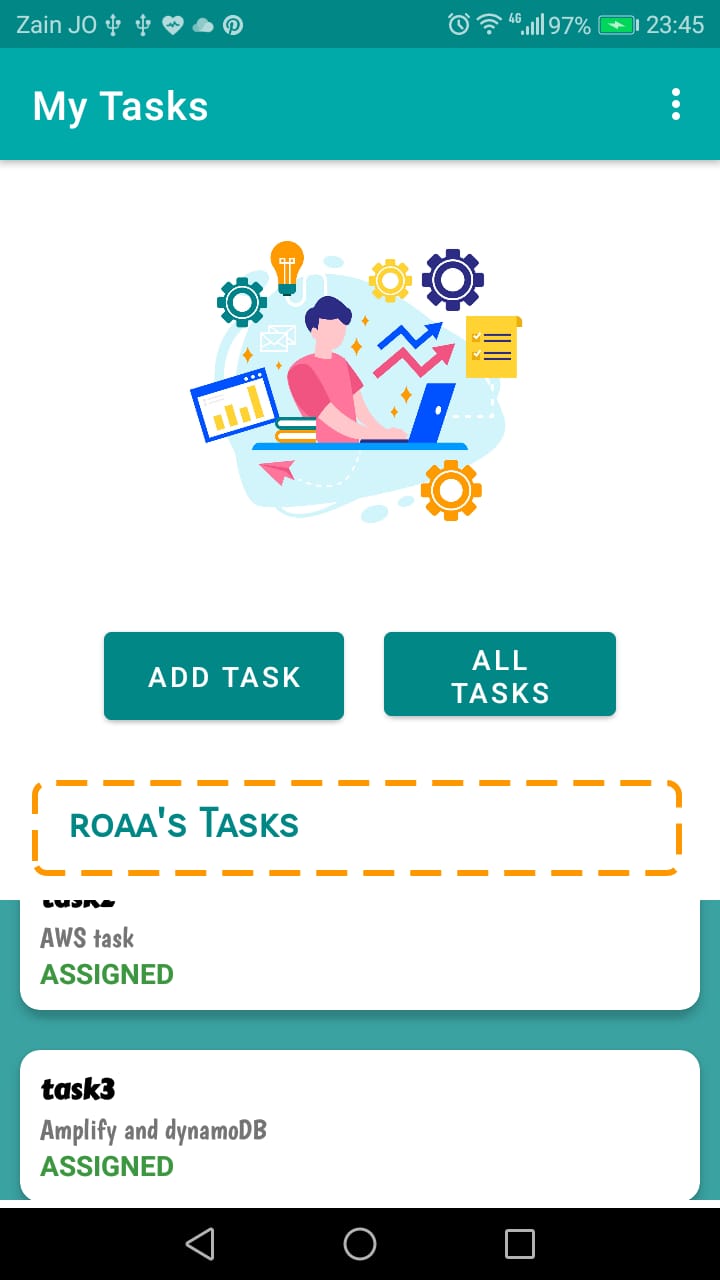 Zain JO 4G 97% 23:45
My Tasks
ADD TASK
ALL
TASKS
ROAA'S TASKS
task2
AWS task
ASSIGNED
task3
Amplify and dynamoDB
ASSIGNED